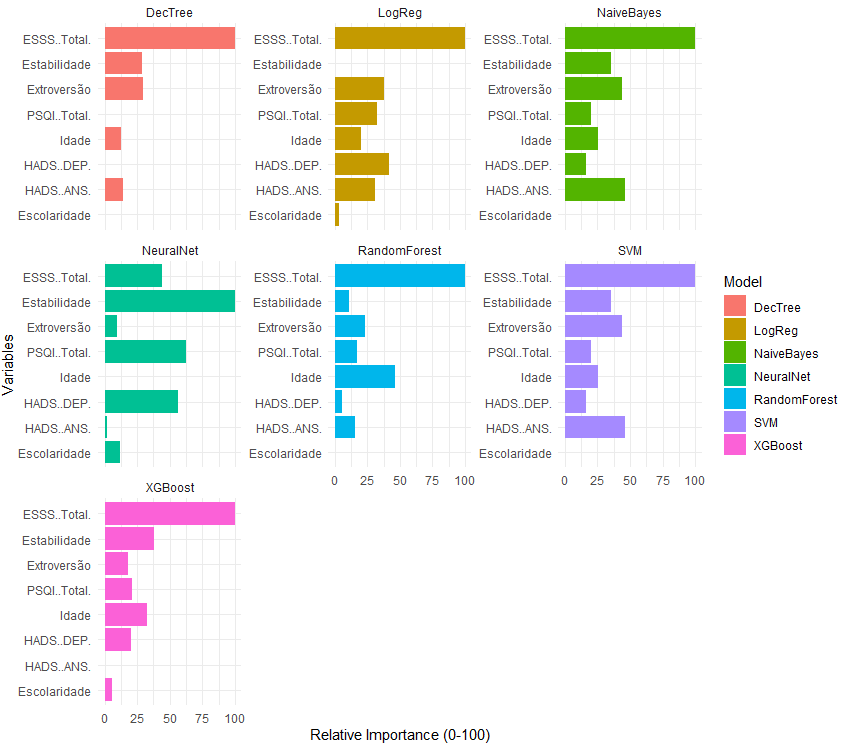 DecTree
ESSS..Total.
Estabilidade
Extroversão
PSQI..Total.
Idade
HADS..DEP.
HADS..ANS.
Escolaridade
LogReg
ESSS..Total.
Estabilidade
Extroversão
PSQI..Total.
Idade
HADS..DEP.
HADS..ANS.
Escolaridade
NaiveBayes
ESSS..Total.
Estabilidade
Extroversão
PSQI..Total.
Idade
HADS..DEP.
HADS..ANS.
Escolaridade
Variables
NeuralNet
ESSS..Total.
Estabilidade
Extroversão
PSQI..Total.
Idade
HADS..DEP.
HADS..ANS.
Escolaridade
RandomForest
ESSS..Total.
Estabilidade
Extroversão
PSQI..Total.
Idade
HADS..DEP.
HADS..ANS.
Escolaridade
0 25 50 75 100
SVM
ESSS..Total.
Estabilidade
Extroversão
PSQI..Total.
Idade
HADS..DEP.
HADS..ANS.
Escolaridade
0 25 50 75 100
XGBoost
ESSS..Total.
Estabilidade
Extroversão
PSQI..Total.
Idade
HADS..DEP.
HADS..ANS.
Escolaridade
0 25 50 75 100
Relative Importance (0-100)
Model
DecTree
LogReg
NaiveBayes
NeuralNet
RandomForest
SVM
XGBoost